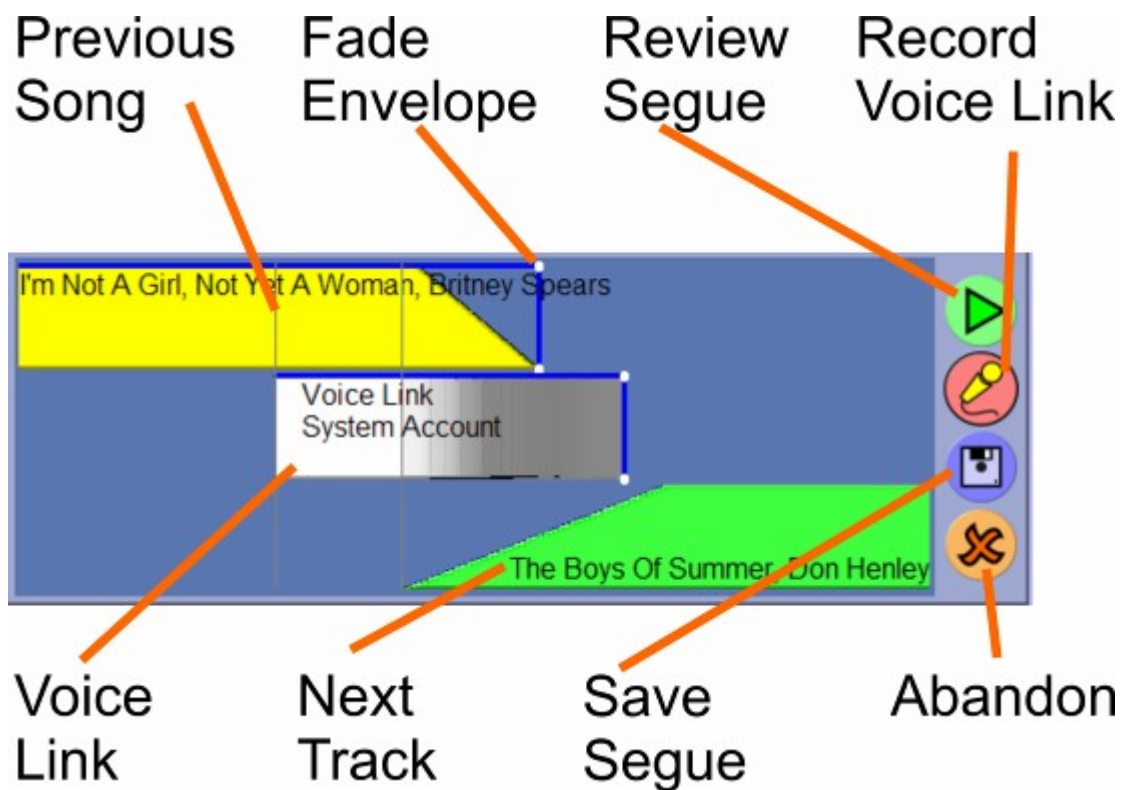 Previous
Song
Fade
Envelope
Review
Segue
Record
Voice Link
I'm Not A Girl, Not Yet A Woman, Britney Spears
Voice Link
System Account
The Boys Of Summer, Don Henley
Voice
Link
Next
Track
Save
Segue
Abandon